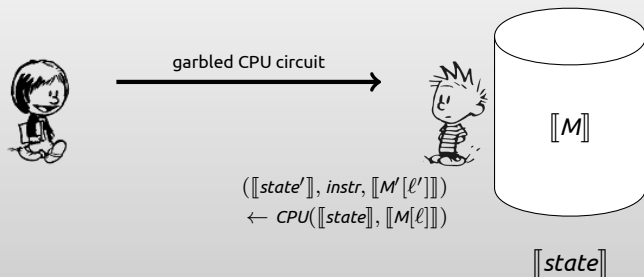 garbled CPU circuit
⟦M⟧
(⟦state′⟧, instr, ⟦M′[ℓ′]⟧)
← CPU(⟦state⟧, ⟦M[ℓ]⟧)
⟦state⟧